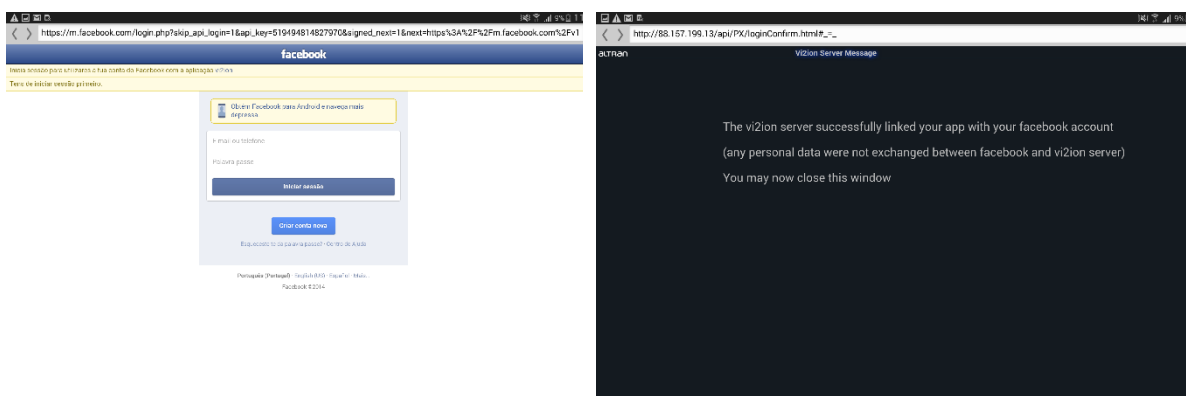 9%
https://m.facebook.com/login.php?skip_api_login=1&api_key=519494814827970&signed_next=1&next=https%3A%2F%2Fm.facebook.com%2Fv1
facebook
Inicia sessão para utilizares a tua conta do Facebook com a aplicação vi2ion.
Tens de iniciar sessão primeiro.
Obtém Facebook para Android e navega mais
depressa
E-mail ou telefone
Palavra-passe
Iniciar sessão
Criar conta nova
Esqueceste-te da palavra-passe? · Centro de Ajuda
Português (Portugal) · English (US) · Español · Mais...
Facebook ©2014
9%
http://88.157.199.13/api/PX/loginConfirm.html#_=_
altran
Vi2ion Server Message
The vi2ion server successfully linked your app with your facebook account
(any personal data were not exchanged between facebook and vi2ion server)
You may now close this window